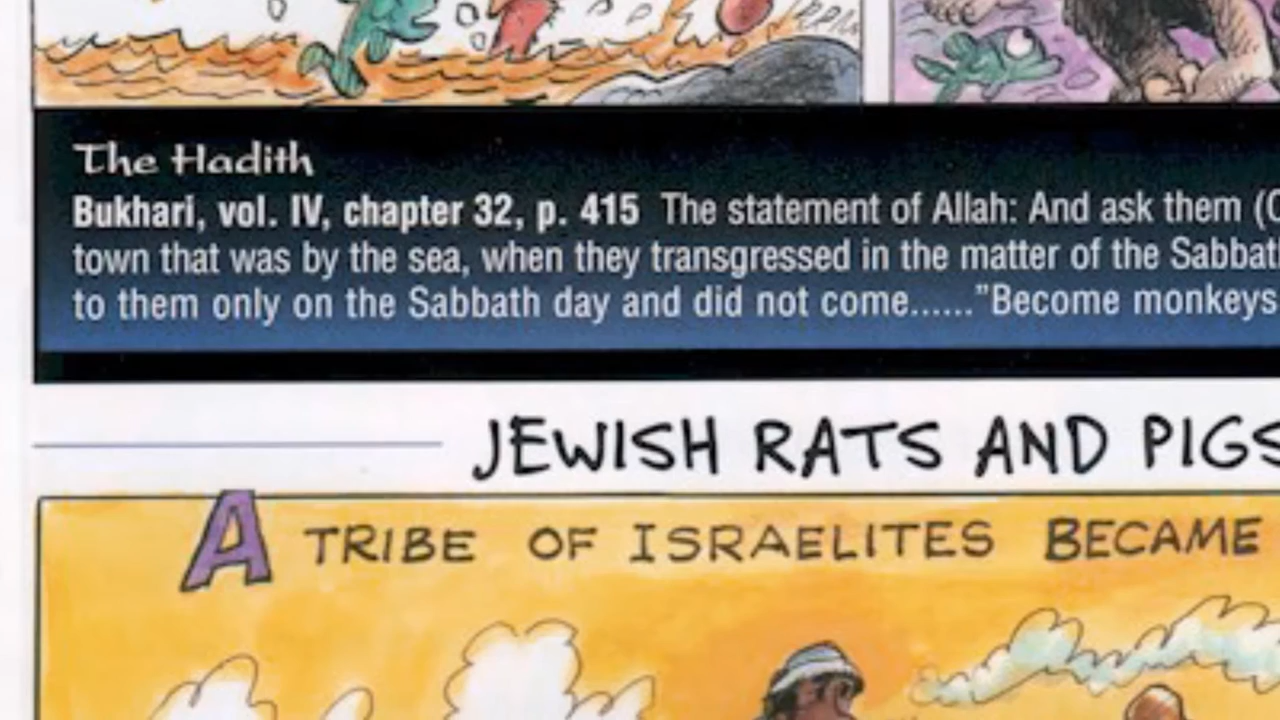 The Hadith
Bukhari, vol. IV, chapter 32, p. 415 The statement of Allah: And ask them
town that was by the sea, when they transgressed in the matter of the
to them only on the Sabbath day and did not come......"Become monkeys
JEWISH RATS AND PIGS
A TRIBE OF ISRAELITES BECAME